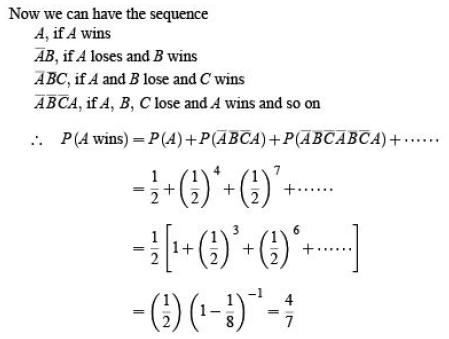 Now we can have the sequence
A, if A wins
A̅B, if A loses and B wins
A̅B̅C, if A and B lose and C wins
A̅B̅C̅A, if A, B, C lose and A wins and so on
∴ P(A wins) = P(A) + P(A̅B̅C̅A) + P(A̅B̅C̅A̅B̅C̅A) + ······
= 1/2 + (1/2)^4 + (1/2)^7 + ······
= 1/2 [1 + (1/2)^3 + (1/2)^6 + ······]
= (1/2) (1 − 1/8)^−1 = 4/7